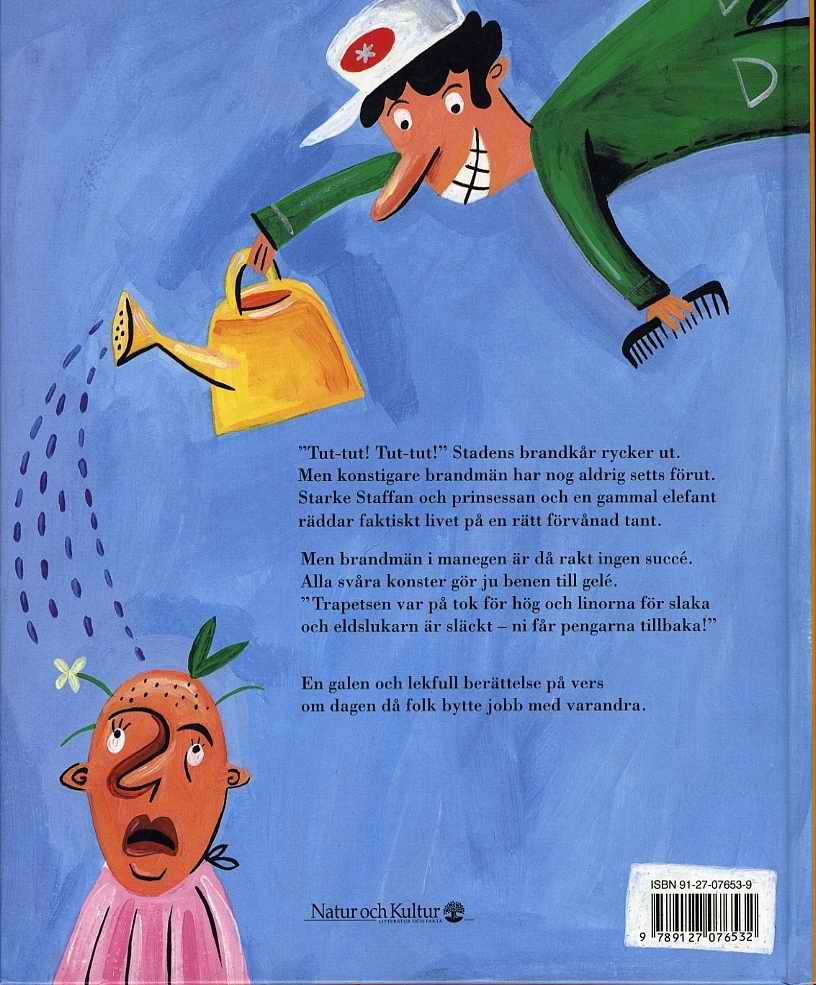 ”Tut-tut! Tut-tut!” Stadens brandkår rycker ut.
Men konstigare brandmän har nog aldrig setts förut.
Starke Staffan och prinsessan och en gammal elefant
räddar faktiskt livet på en rätt förvånad tant.
Men brandmän i manegen är då rakt ingen succé.
Alla svåra konster gör ju benen till gelé.
”Trapetsen var på tok för hög och linorna för slaka
och eldslukarn är släckt – ni får pengarna tillbaka!”
En galen och lekfull berättelse på vers
om dagen då folk bytte jobb med varandra.
Natur och Kultur
LITTERATUR OCH FAKTA
ISBN 91-27-07653-9
9 789127 076532
D